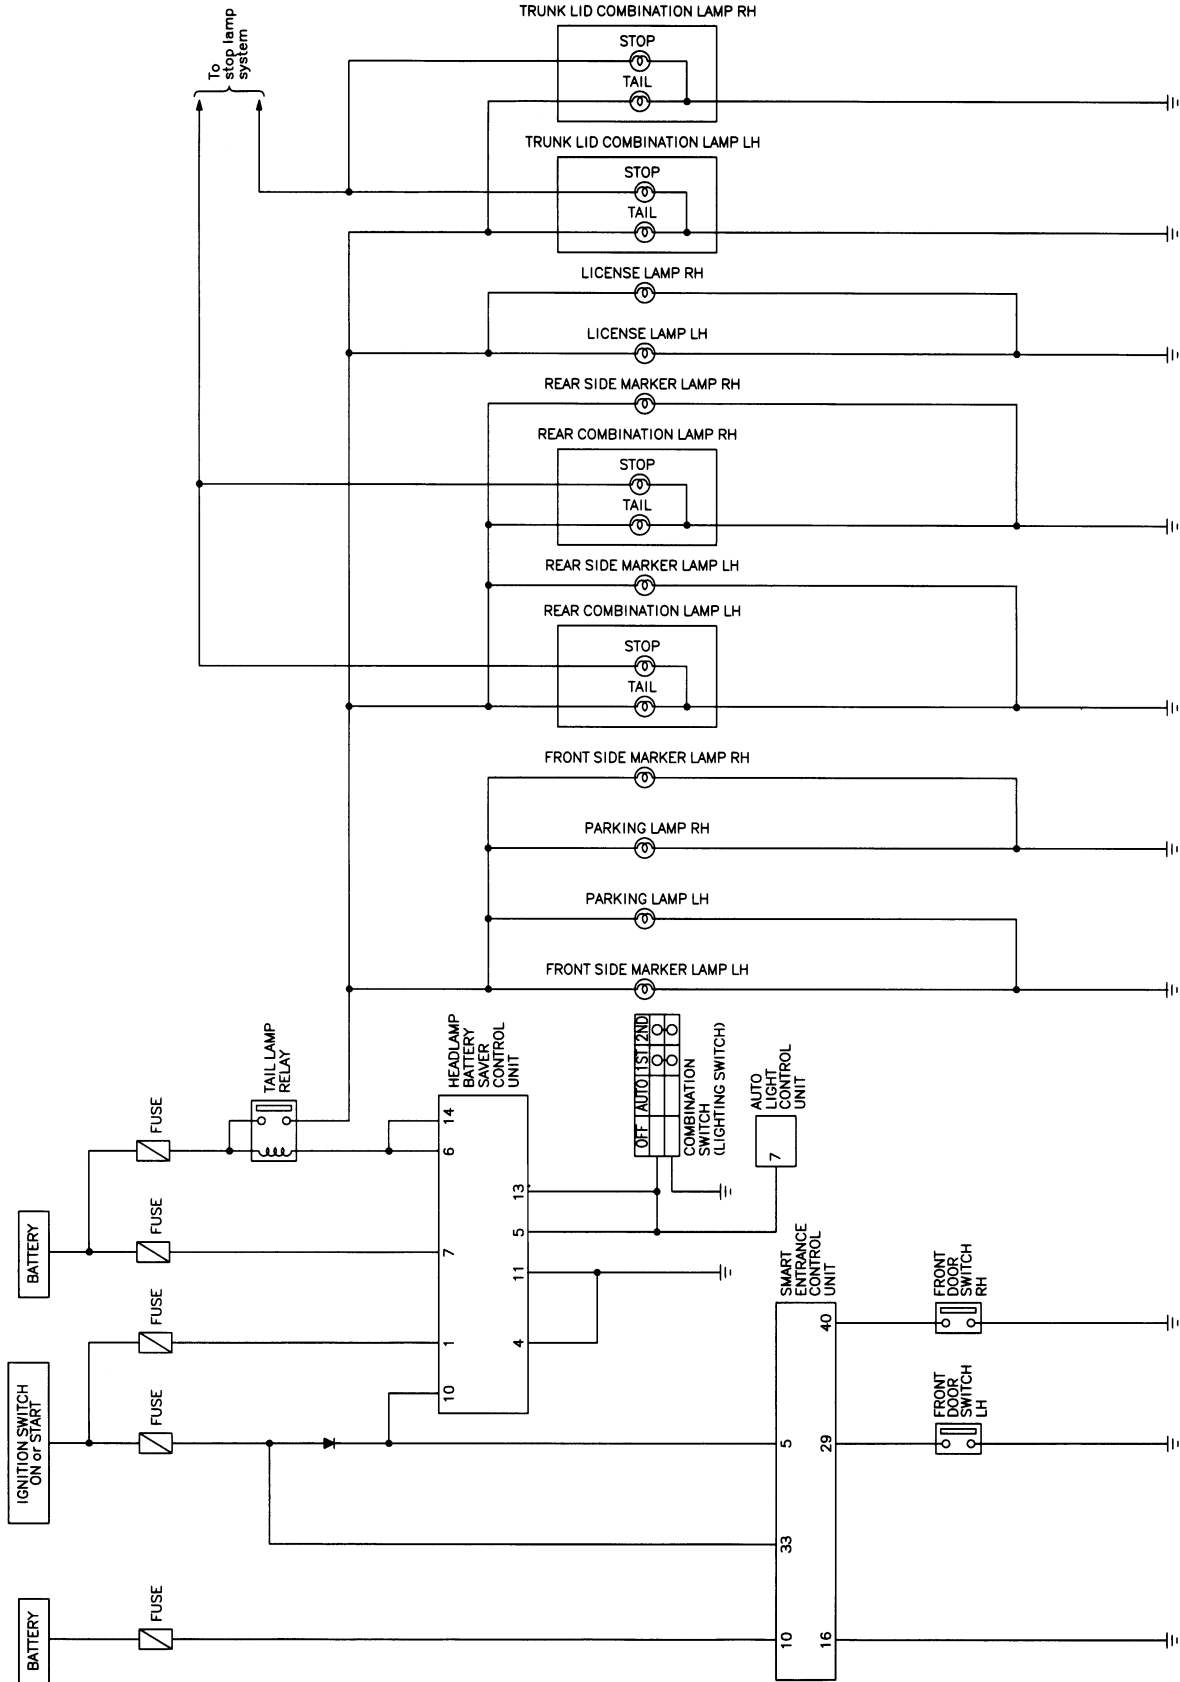 To
stop lamp
system
TRUNK LID COMBINATION LAMP RH
STOP
TAIL
TRUNK LID COMBINATION LAMP LH
STOP
TAIL
LICENSE LAMP RH
LICENSE LAMP LH
REAR SIDE MARKER LAMP RH
REAR COMBINATION LAMP RH
STOP
TAIL
REAR SIDE MARKER LAMP LH
REAR COMBINATION LAMP LH
STOP
TAIL
FRONT SIDE MARKER LAMP RH
PARKING LAMP RH
PARKING LAMP LH
FRONT SIDE MARKER LAMP LH
TAIL LAMP
RELAY
HEADLAMP
BATTERY
SAVER
CONTROL
UNIT
14
6
7
1
10
13
5
11
4
OFF AUTO 1ST 2ND
COMBINATION
SWITCH
(LIGHTING SWITCH)
AUTO
LIGHT
CONTROL
UNIT
7
BATTERY
FUSE
FUSE
FUSE
IGNITION SWITCH
ON or START
FUSE
SMART
ENTRANCE
CONTROL
UNIT
5
33
10
40
29
16
FRONT
DOOR
SWITCH
RH
FRONT
DOOR
SWITCH
LH
BATTERY
FUSE